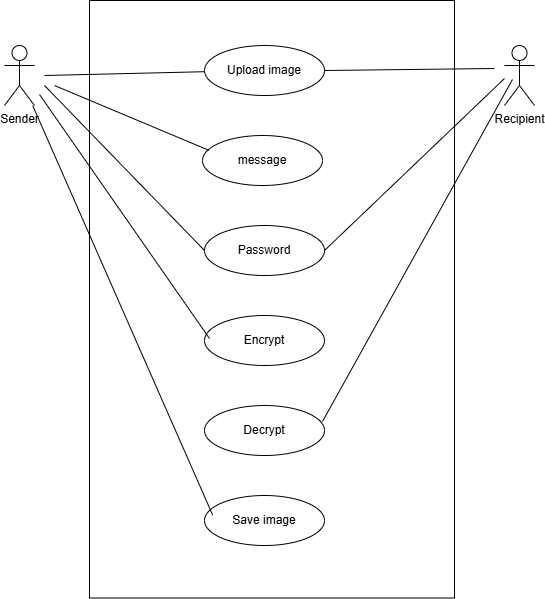 Upload image
Sender
Recipient
message
Password
Encrypt
Decrypt
Save image